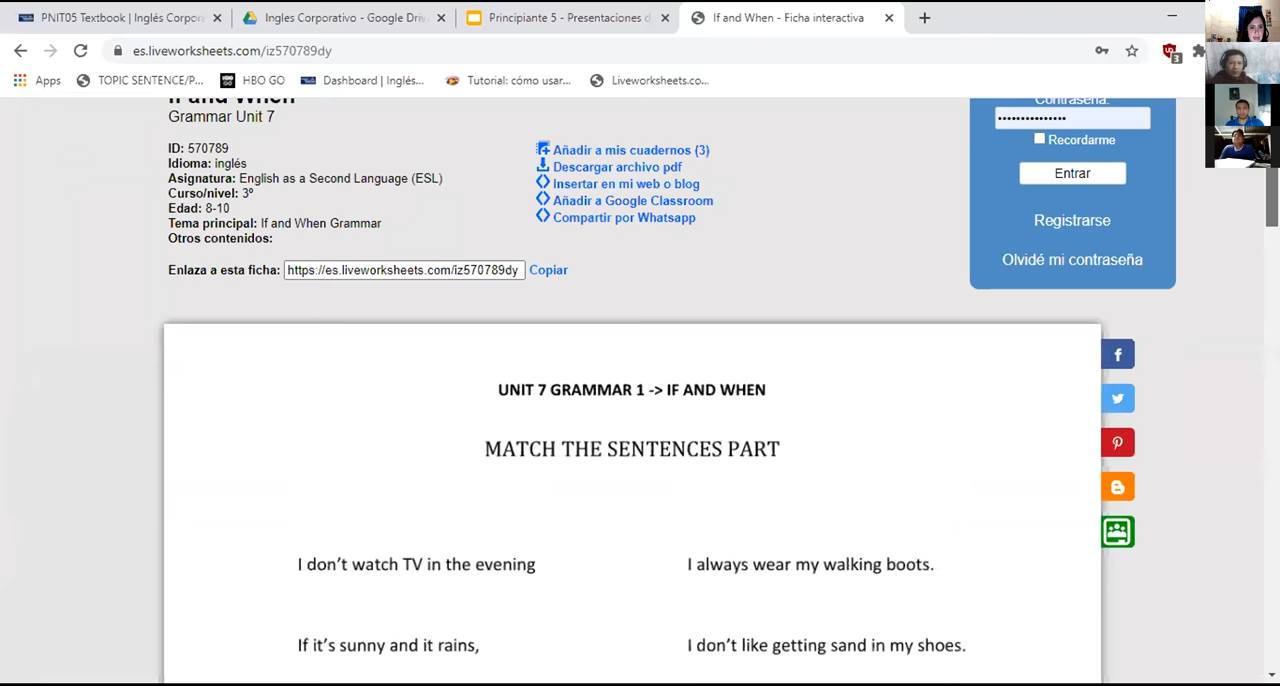 PNIT05 Textbook | Inglés Corpora
Ingles Corporativo - Google Driv
Principiante 5 - Presentaciones d
If and When - Ficha interactiva
es.liveworksheets.com/iz570789dy
3
Apps
TOPIC SENTENCE/P...
HBO GO
Dashboard | Inglés...
Tutorial: cómo usar...
Liveworksheets.co...
If and When
Grammar Unit 7
ID: 570789
Idioma: inglés
Asignatura: English as a Second Language (ESL)
Curso/nivel: 3º
Edad: 8-10
Tema principal: If and When Grammar
Otros contenidos:
Añadir a mis cuadernos (3)
Descargar archivo pdf
Insertar en mi web o blog
Añadir a Google Classroom
Compartir por Whatsapp
Enlaza a esta ficha: https://es.liveworksheets.com/iz570789dy Copiar
Contraseña:
Recordarme
Entrar
Registrarse
Olvidé mi contraseña
UNIT 7 GRAMMAR 1 -> IF AND WHEN
MATCH THE SENTENCES PART
I don't watch TV in the evening
I always wear my walking boots.
If it's sunny and it rains,
I don't like getting sand in my shoes.